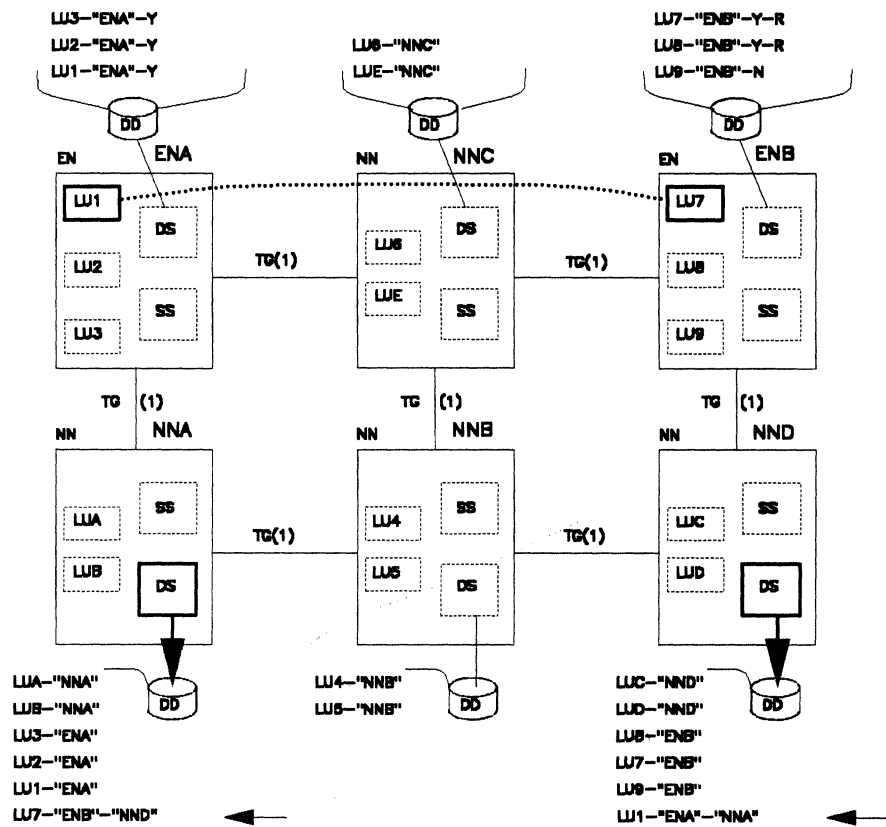 LU3-"ENA"-Y
LU2-"ENA"-Y
LU1-"ENA"-Y
LU6-"NNC"
LUE-"NNC"
LU7-"ENB"-Y-R
LU8-"ENB"-Y-R
LU9-"ENB"-N
DD
DD
DD
EN
ENA
NN
NNC
EN
ENB
LU1
DS
LU2
SS
LU3
LU6
DS
LUE
SS
LU7
DS
LU8
SS
LU9
TG(1)
TG(1)
TG (1)
TG (1)
TG (1)
NN
NNA
NN
NNB
NN
NND
SS
LUA
LUB
DS
SS
LU4
LU5
DS
SS
LUC
LUD
DS
TG(1)
TG(1)
LUA-"NNA"
LUB-"NNA"
LU3-"ENA"
LU2-"ENA"
LU1-"ENA"
LU7-"ENB"-"NND"
DD
LU4-"NNB"
LU5-"NNB"
DD
LUC-"NND"
LUD-"NND"
LU8-"ENB"
LU7-"ENB"
LU9-"ENB"
LU1-"ENA"-"NNA"
DD